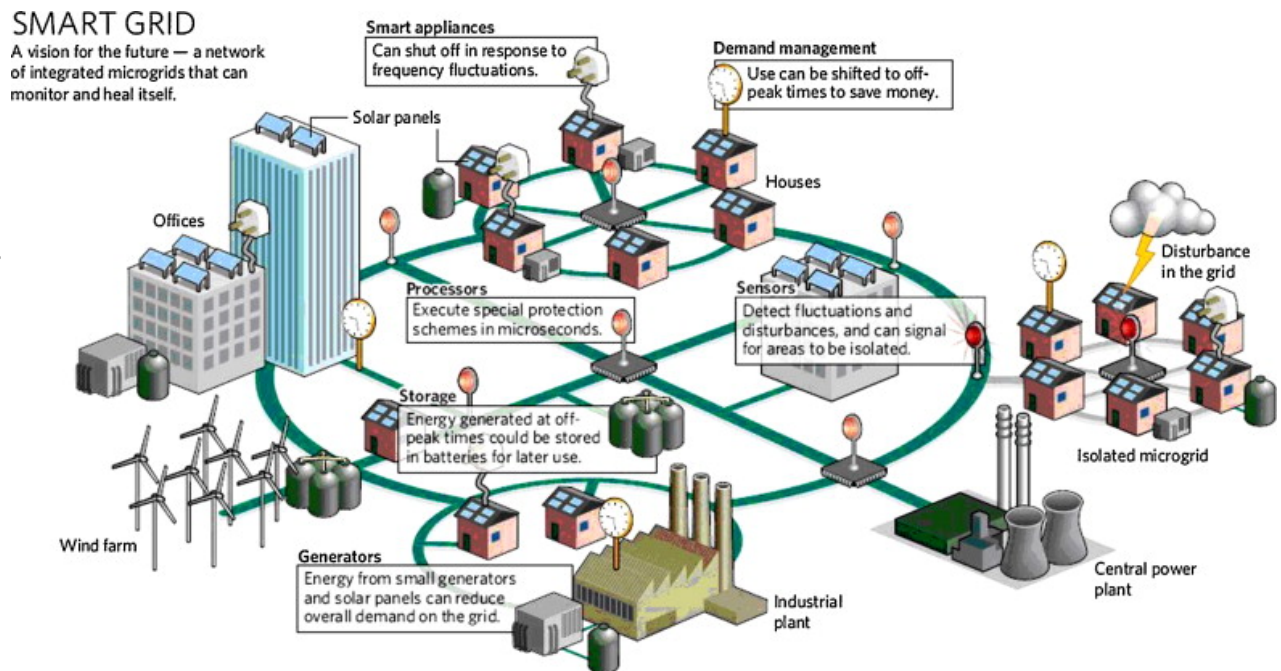 SMART GRID
A vision for the future — a network
of integrated microgrids that can
monitor and heal itself.
Smart appliances
Can shut off in response to
frequency fluctuations.
Demand management
Use can be shifted to off-
peak times to save money.
Solar panels
Houses
Offices
Disturbance
in the grid
Processors
Execute special protection
schemes in microseconds.
Sensors
Detect fluctuations and
disturbances, and can signal
for areas to be isolated.
Storage
Energy generated at off-
peak times could be stored
in batteries for later use.
Isolated microgrid
Wind farm
Generators
Energy from small generators
and solar panels can reduce
overall demand on the grid.
Industrial
plant
Central power
plant